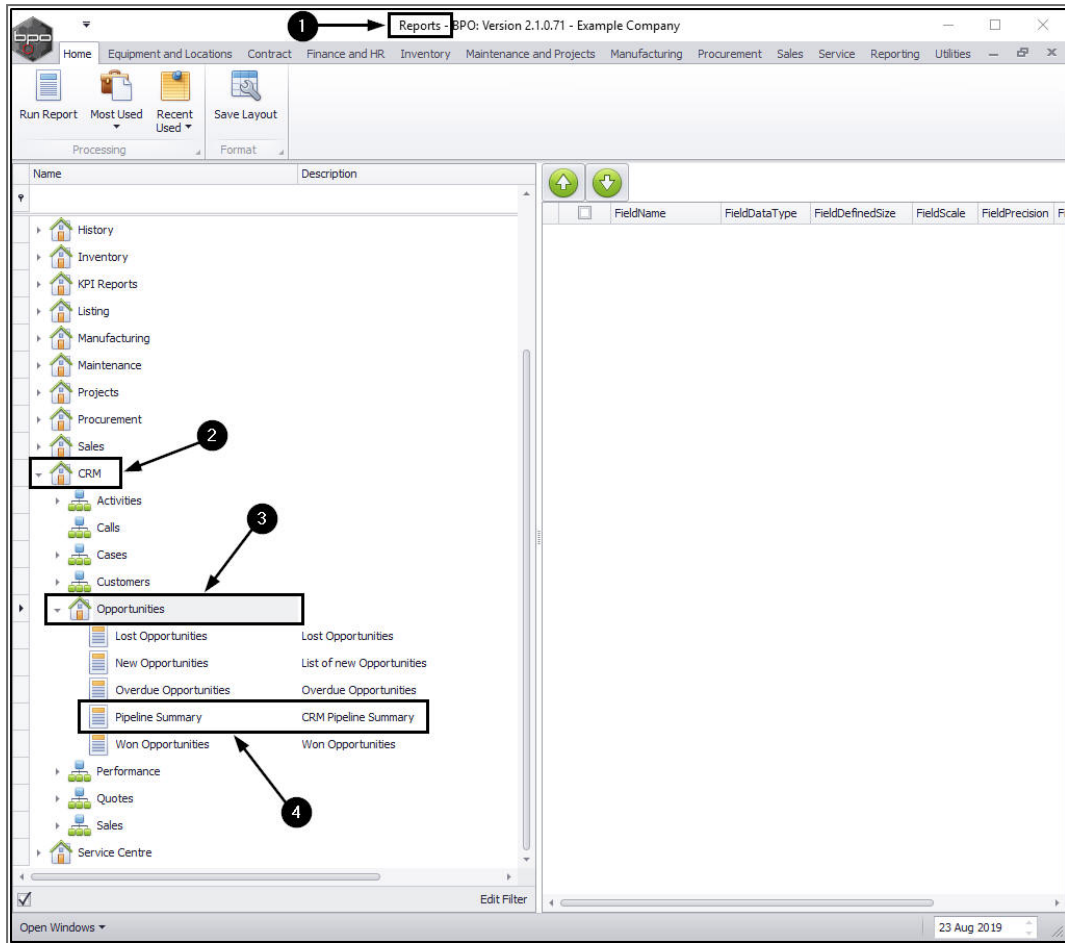 1
Reports - BPO: Version 2.1.0.71 - Example Company
bpo
Home Equipment and Locations Contract Finance and HR Inventory Maintenance and Projects Manufacturing Procurement Sales Service Reporting Utilities
Run Report Most Used Recent Used Save Layout
Processing Format
Name Description
FieldName FieldDataType FieldDefinedSize FieldScale FieldPrecision
History
Inventory
KPI Reports
Listing
Manufacturing
Maintenance
Projects
Procurement
2
Sales
CRM
Activities
3
Calls
Cases
Customers
Opportunities
Lost Opportunities Lost Opportunities
New Opportunities List of new Opportunities
Overdue Opportunities Overdue Opportunities
Pipeline Summary CRM Pipeline Summary
Won Opportunities Won Opportunities
Performance
Quotes
4
Sales
Service Centre
Edit Filter
Open Windows 23 Aug 2019